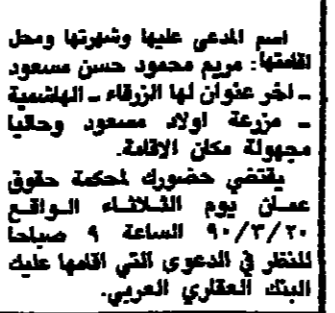 اسم المدعى عليها وشهرتها ومحل
اقامتها: مريم محمود حسن مسعود
ـ اخر عنوان لها الزرقاء ـ الهاشمية
ـ مزرعة اولاد مسعود وحاليا
مجهولة مكان الاقامة.
يقتضي حضورك لمحكمة حقوق
عمان يوم الثلاثاء الواقع
٩٠/٣/٢٠ الساعة ٩ صباحا
للنظر في الدعوى التي اقامها عليك
البنك العقاري العربي.